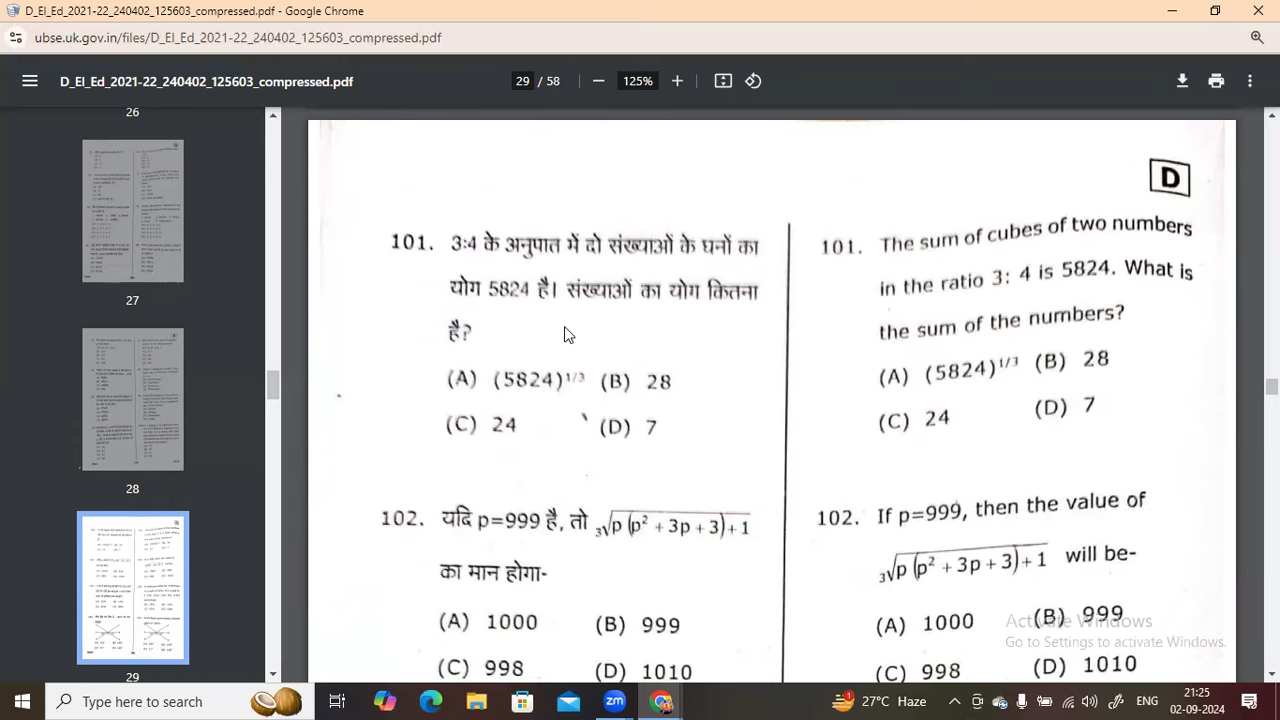 D_El_Ed_2021-22_240402_125603_compressed.pdf - Google Chrome
ubse.uk.gov.in/files/D_El_Ed_2021-22_240402_125603_compressed.pdf
D_El_Ed_2021-22_240402_125603_compressed.pdf
29 / 58
125%
26
27
28
29
D
101. 3:4 के अनुपात में दो संख्याओं के घनों का
योग 5824 है। संख्याओं का योग कितना
है?
(A) (5824)^1/3 (B) 28
(C) 24 (D) 7
102. यदि p=999 है, तो ₃√p (p² + 3p + 3) + 1
का मान होगा-
(A) 1000 (B) 999
(C) 998 (D) 1010
101. The sum of cubes of two numbers
in the ratio 3: 4 is 5824. What is
the sum of the numbers?
(A) (5824)^1/3 (B) 28
(C) 24 (D) 7
102. If p=999, then the value of
₃√p (p² + 3p + 3) + 1 will be-
(A) 1000 (B) 999
(C) 998 (D) 1010
Activate Windows
Go to Settings to activate Windows.
Type here to search
zm
1
27°C Haze
ENG
21:25
02-09-2024